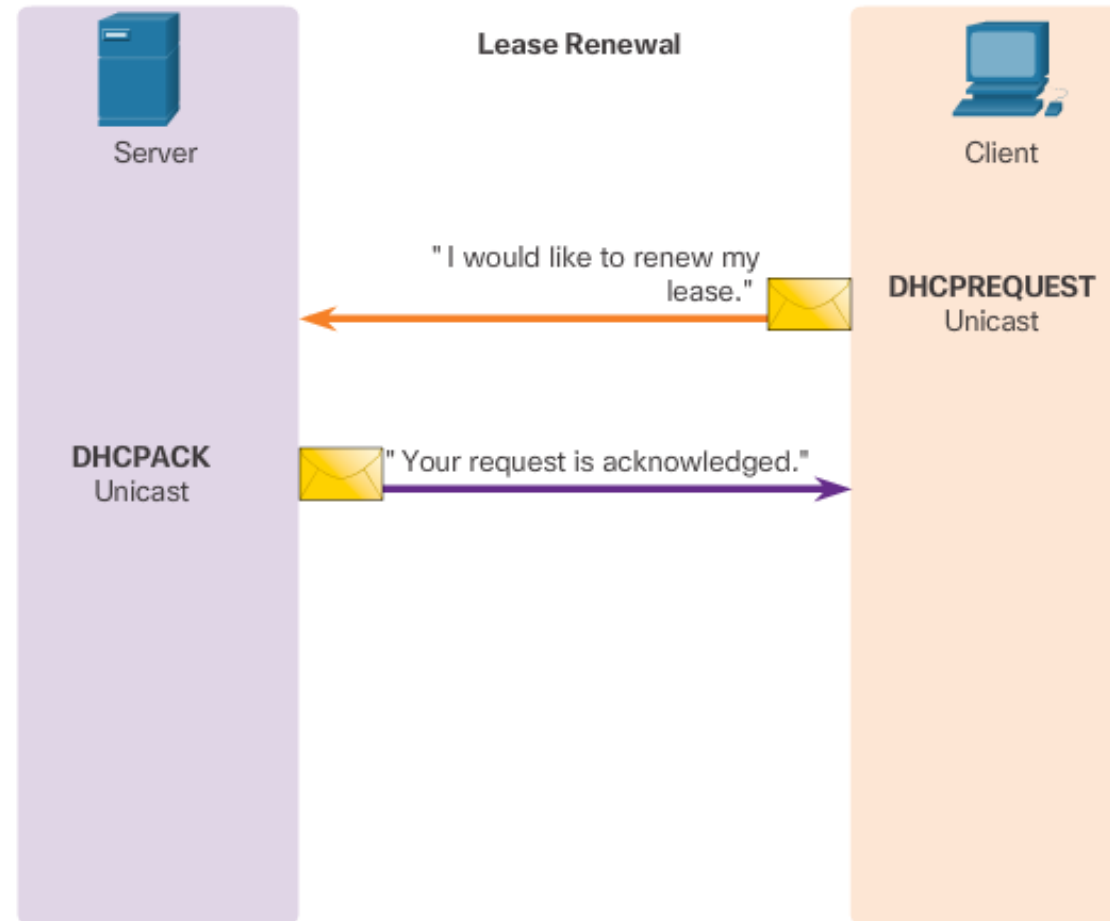 Lease Renewal
Server
Client
" I would like to renew my
lease."
DHCPREQUEST
Unicast
DHCPACK
Unicast
" Your request is acknowledged."